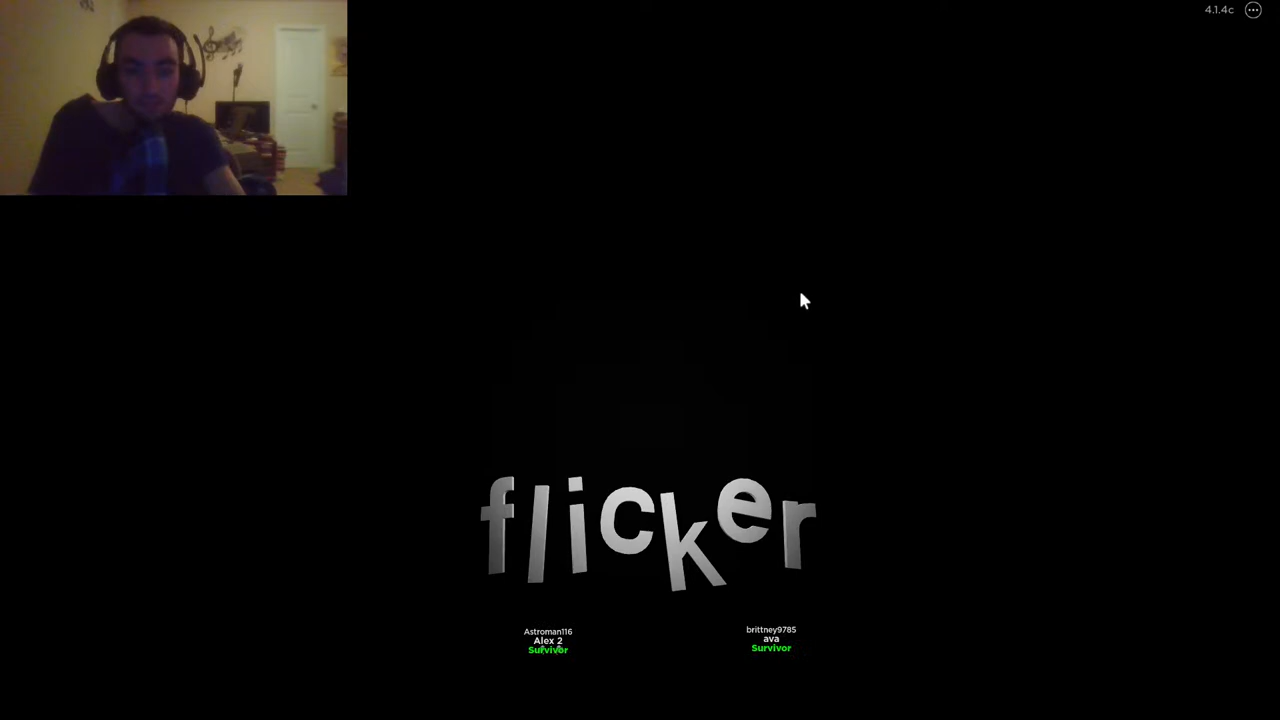 4.1.4c
flicker
Astroman116
Alex 2
Survivor
brittney9785
ava
Survivor